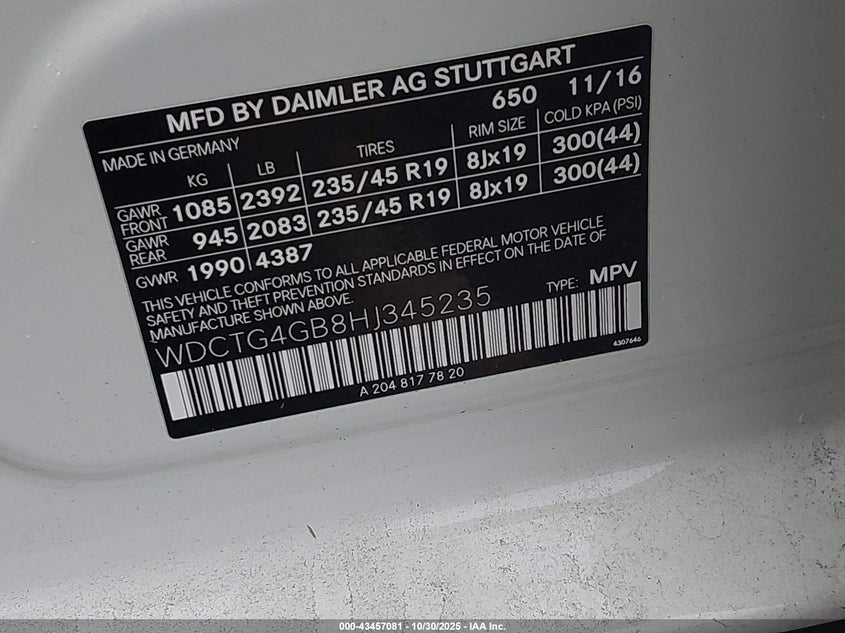 MFD BY DAIMLER AG STUTTGART
650 11/16
MADE IN GERMANY
KG LB TIRES RIM SIZE COLD KPA (PSI)
GAWR FRONT 1085 2392 235/45 R19 8Jx19 300(44)
GAWR REAR 945 2083 235/45 R19 8Jx19 300(44)
GVWR 1990 4387
THIS VEHICLE CONFORMS TO ALL APPLICABLE FEDERAL MOTOR VEHICLE
SAFETY AND THEFT PREVENTION STANDARDS IN EFFECT ON THE DATE OF
MANUFACTURE SHOWN ABOVE.
TYPE: MPV
WDCTG4GB8HJ345235
A 204 817 78 20
4307646
000-43457081 - 10/30/2025 - IAA Inc.